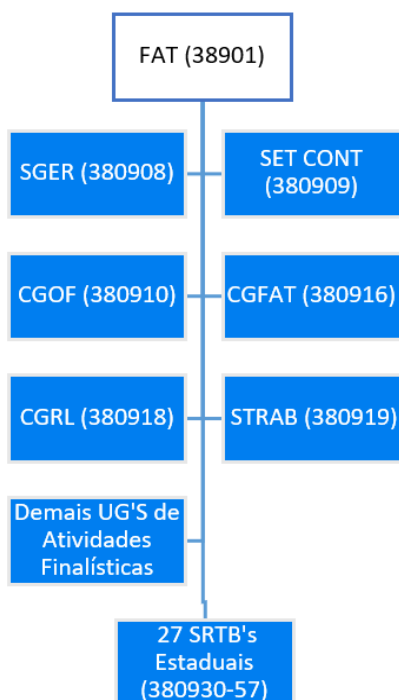 FAT (38901)
SGER (380908)
SET CONT
(380909)
CGOF (380910)
CGFAT (380916)
CGRL (380918)
STRAB (380919)
Demais UG'S de
Atividades
Finalísticas
27 SRTB's
Estaduais
(380930-57)